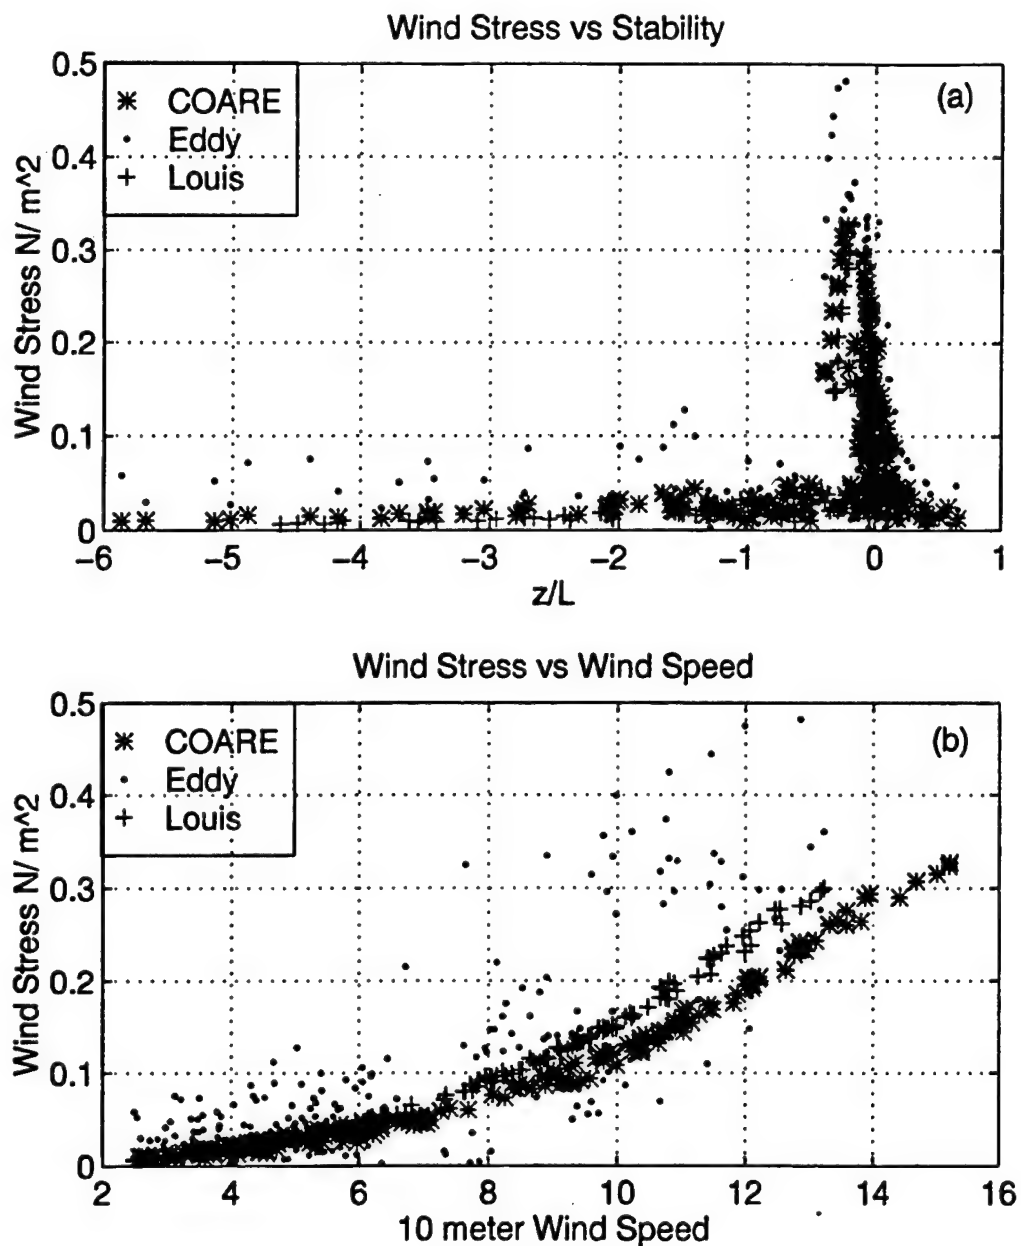 Wind Stress vs Stability
(a)
COARE
Eddy
Louis
Wind Stress N/ m^2
0.5
0.4
0.3
0.2
0.1
0
−6
−5
−4
−3
−2
−1
0
1
z/L
Wind Stress vs Wind Speed
(b)
COARE
Eddy
Louis
Wind Stress N/ m^2
0.5
0.4
0.3
0.2
0.1
0
2
4
6
8
10
12
14
16
10 meter Wind Speed